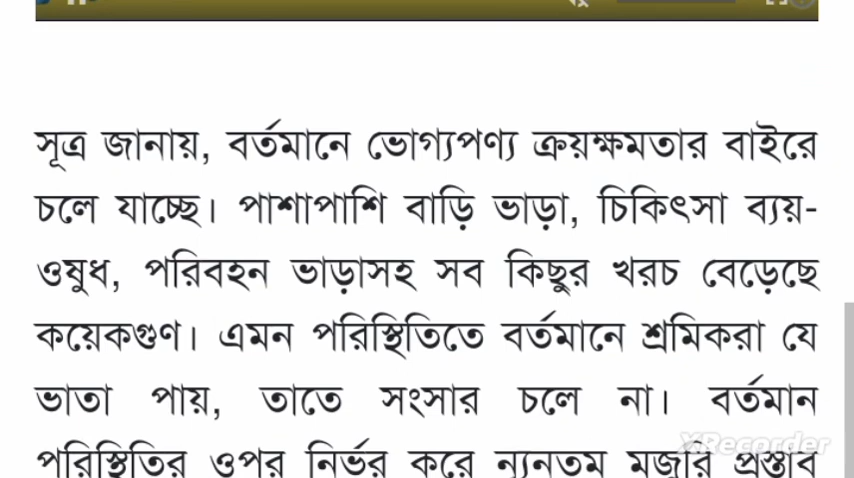 সূত্র জানায়, বর্তমানে ভোগ্যপণ্য ক্রয়ক্ষমতার বাইরে
চলে যাচ্ছে। পাশাপাশি বাড়ি ভাড়া, চিকিৎসা ব্যয়-
ওষুধ, পরিবহন ভাড়াসহ সব কিছুর খরচ বেড়েছে
কয়েকগুণ। এমন পরিস্থিতিতে বর্তমানে শ্রমিকরা যে
ভাতা পায়, তাতে সংসার চলে না। বর্তমান
XRecorder
পরিস্থিতির ওপর নির্ভর করে ন্যূনতম মজুরি প্রস্তাব